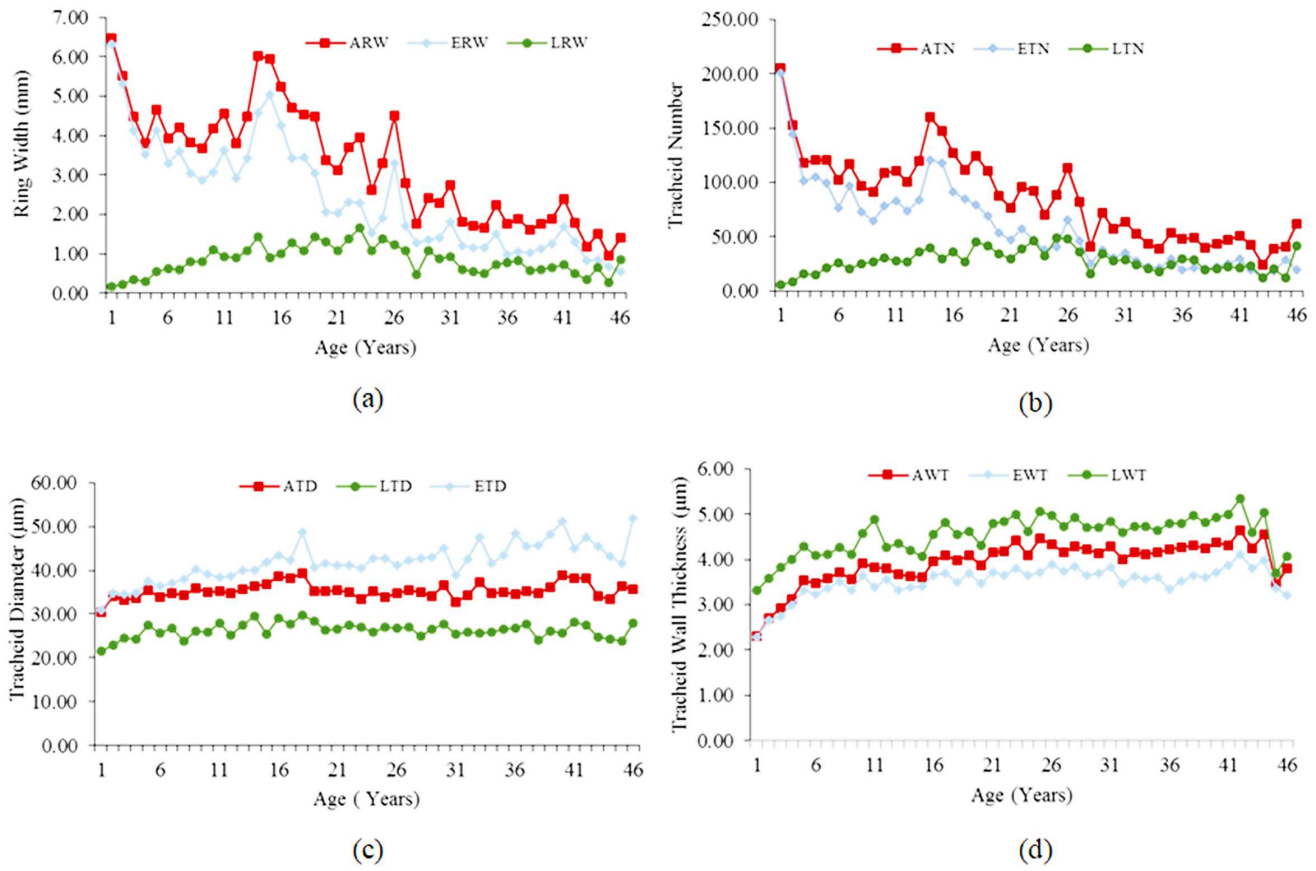 7.00
6.00
5.00
4.00
3.00
2.00
1.00
0.00
Ring Width (mm)
ARW ERW LRW
1 6 11 16 21 26 31 36 41 46
Age (Years)
(a)
250.00
200.00
150.00
100.00
50.00
0.00
Tracheid Number
ATN ETN LTN
1 6 11 16 21 26 31 36 41 46
Age (Years)
(b)
60.00
50.00
40.00
30.00
20.00
10.00
0.00
Tracheid Diameter (μm)
ATD LTD ETD
1 6 11 16 21 26 31 36 41 46
Age ( Years)
(c)
6.00
5.00
4.00
3.00
2.00
1.00
0.00
Tracheid Wall Thickness (μm)
AWT EWT LWT
1 6 11 16 21 26 31 36 41 46
Age (Years)
(d)